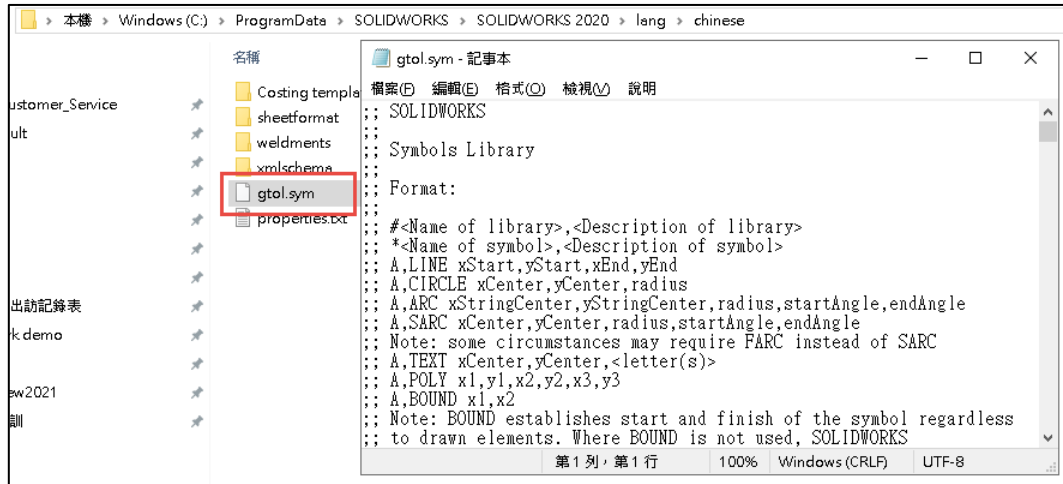 本機 > Windows (C:) > ProgramData > SOLIDWORKS > SOLIDWORKS 2020 > lang > chinese
ustomer_Service
ult
出訪記錄表
rk demo
ew2021
訓
名稱
Costing templa
sheetformat
weldments
xmlschema
gtol.sym
properties.txt
gtol.sym - 記事本
檔案(F) 編輯(E) 格式(O) 檢視(V) 說明
;; SOLIDWORKS
;;
;; Symbols Library
;;
;; Format:
;;
;; #<Name of library>,<Description of library>
;; *<Name of symbol>,<Description of symbol>
;; A,LINE xStart,yStart,xEnd,yEnd
;; A,CIRCLE xCenter,yCenter,radius
;; A,ARC xStringCenter,yStringCenter,radius,startAngle,endAngle
;; A,SARC xCenter,yCenter,radius,startAngle,endAngle
;; Note: some circumstances may require FARC instead of SARC
;; A,TEXT xCenter,yCenter,<letter(s)>
;; A,POLY x1,y1,x2,y2,x3,y3
;; A,BOUND x1,x2
;; Note: BOUND establishes start and finish of the symbol regardless
;; to drawn elements. Where BOUND is not used, SOLIDWORKS
第 1 列，第 1 行 100% Windows (CRLF) UTF-8